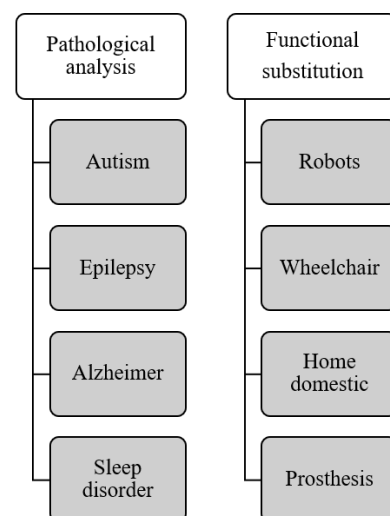 Pathological
analysis
Autism
Epilepsy
Alzheimer
Sleep
disorder
Functional
substitution
Robots
Wheelchair
Home
domestic
Prosthesis